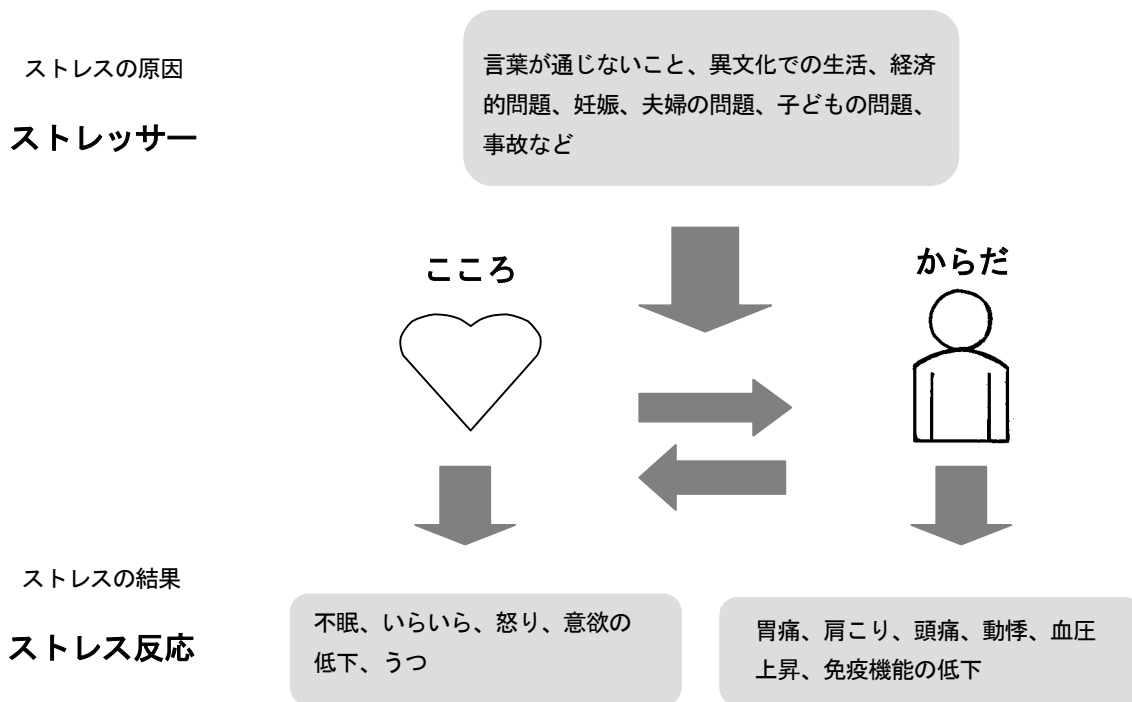 ストレスの原因
ストレッサー
言葉が通じないこと、異文化での生活、経済
的問題、妊娠、夫婦の問題、子どもの問題、
事故など
こころ
からだ
ストレスの結果
ストレス反応
不眠、いらいら、怒り、意欲の
低下、うつ
胃痛、肩こり、頭痛、動悸、血圧
上昇、免疫機能の低下